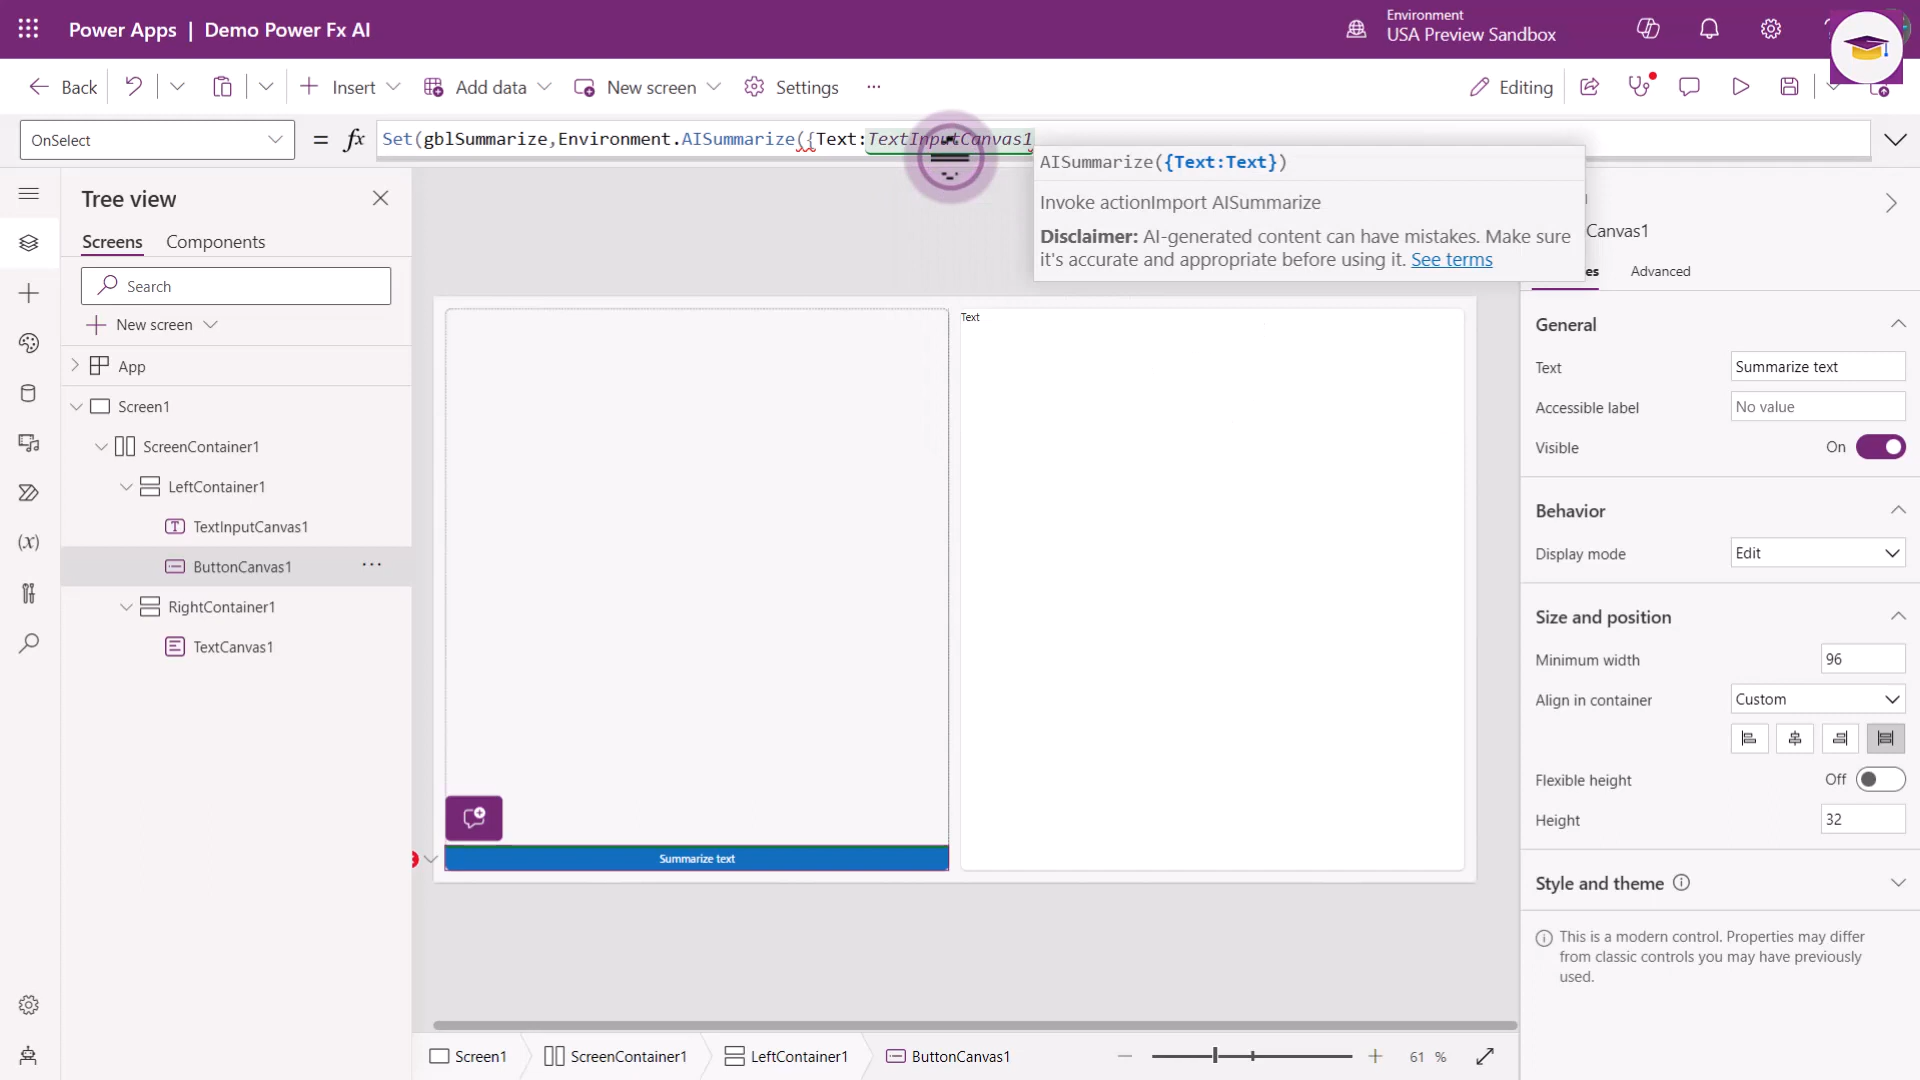 Power Apps | Demo Power Fx AI
Environment
USA Preview Sandbox
Back
Insert
Add data
New screen
Settings
Editing
OnSelect
= fx Set(gblSummarize,Environment.AISummarize({Text:TextInputCanvas1
AISummarize({Text:Text})
Invoke actionImport AISummarize
Disclaimer: AI-generated content can have mistakes. Make sure
it's accurate and appropriate before using it. See terms
Tree view
Screens
Components
Search
New screen
App
Screen1
ScreenContainer1
LeftContainer1
TextInputCanvas1
ButtonCanvas1
RightContainer1
TextCanvas1
Text
Summarize text
Canvas1
Advanced
General
Text
Summarize text
Accessible label
No value
Visible
On
Behavior
Display mode
Edit
Size and position
Minimum width
96
Align in container
Custom
Flexible height
Off
Height
32
Style and theme
This is a modern control. Properties may differ
from classic controls you may have previously
used.
Screen1
ScreenContainer1
LeftContainer1
ButtonCanvas1
61 %